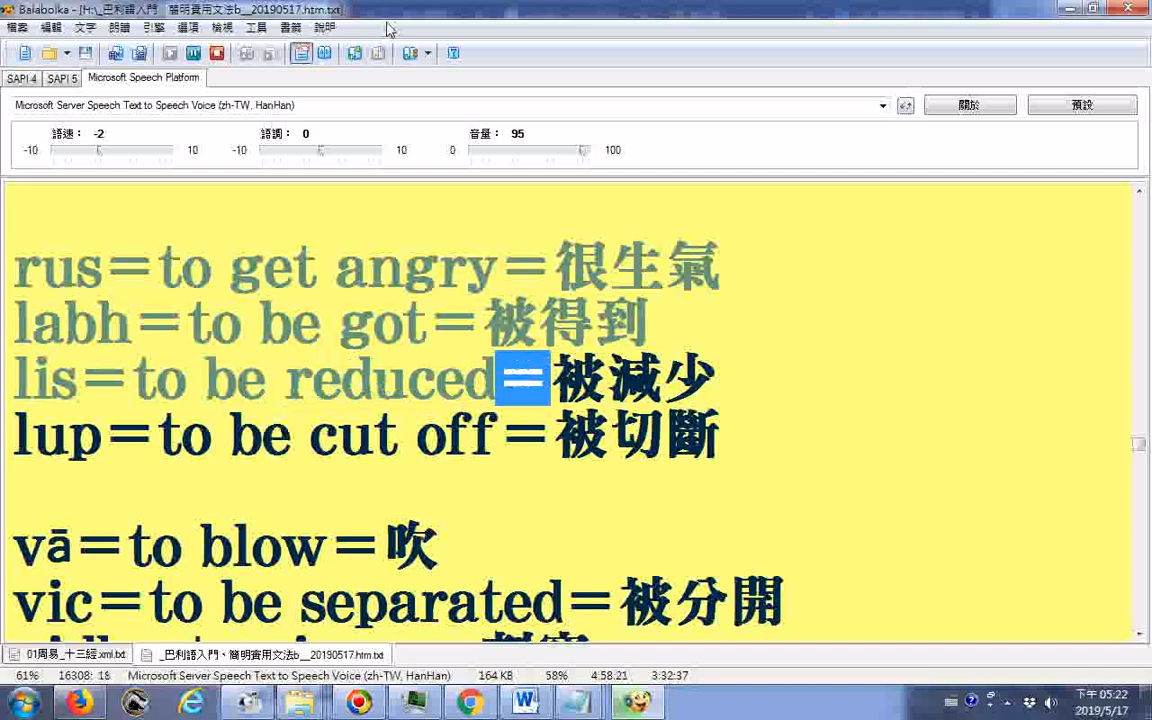 Balabolka - [H:\_巴利語入門、簡明實用文法b__20190517.htm.txt]
檔案 編輯 文字 朗讀 引擎 選項 檢視 工具 書籤 說明
SAPI 4 SAPI 5 Microsoft Speech Platform
Microsoft Server Speech Text to Speech Voice (zh-TW, HanHan) 關於 預設
語速： -2 語調： 0 音量： 95
-10 10 -10 10 0 100
rus＝to get angry＝很生氣
labh＝to be got＝被得到
lis＝to be reduced＝被減少
lup＝to be cut off＝被切斷
vā＝to blow＝吹
vic＝to be separated＝被分開
01周易_十三經.xml.txt _巴利語入門、簡明實用文法b__20190517.htm.txt
61% 16308: 18 Microsoft Server Speech Text to Speech Voice (zh-TW, HanHan) 164 KB 58% 4:58:21 3:32:37
下午 05:22
2019/5/17